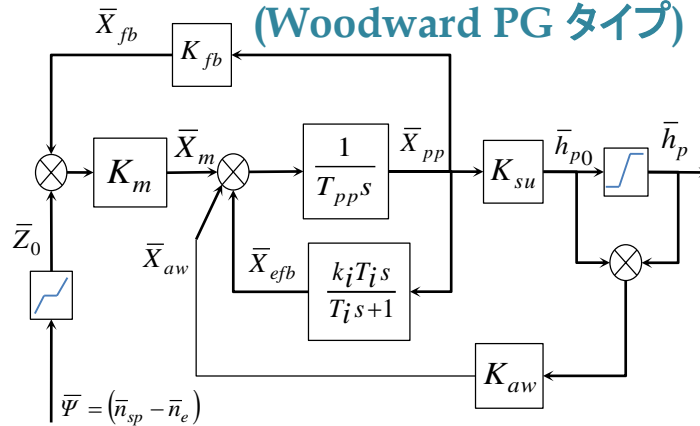 (Woodward PG タイプ)
X̅_fb
K_fb
K_m
X̅_m
1
T_pp s
X̅_pp
K_su
h̅_p0
h̅_p
Z̅_0
X̅_aw
X̅_efb
k_i T_i s
T_i s+1
K_aw
Ψ̅ = (n̅_sp − n̅_e)